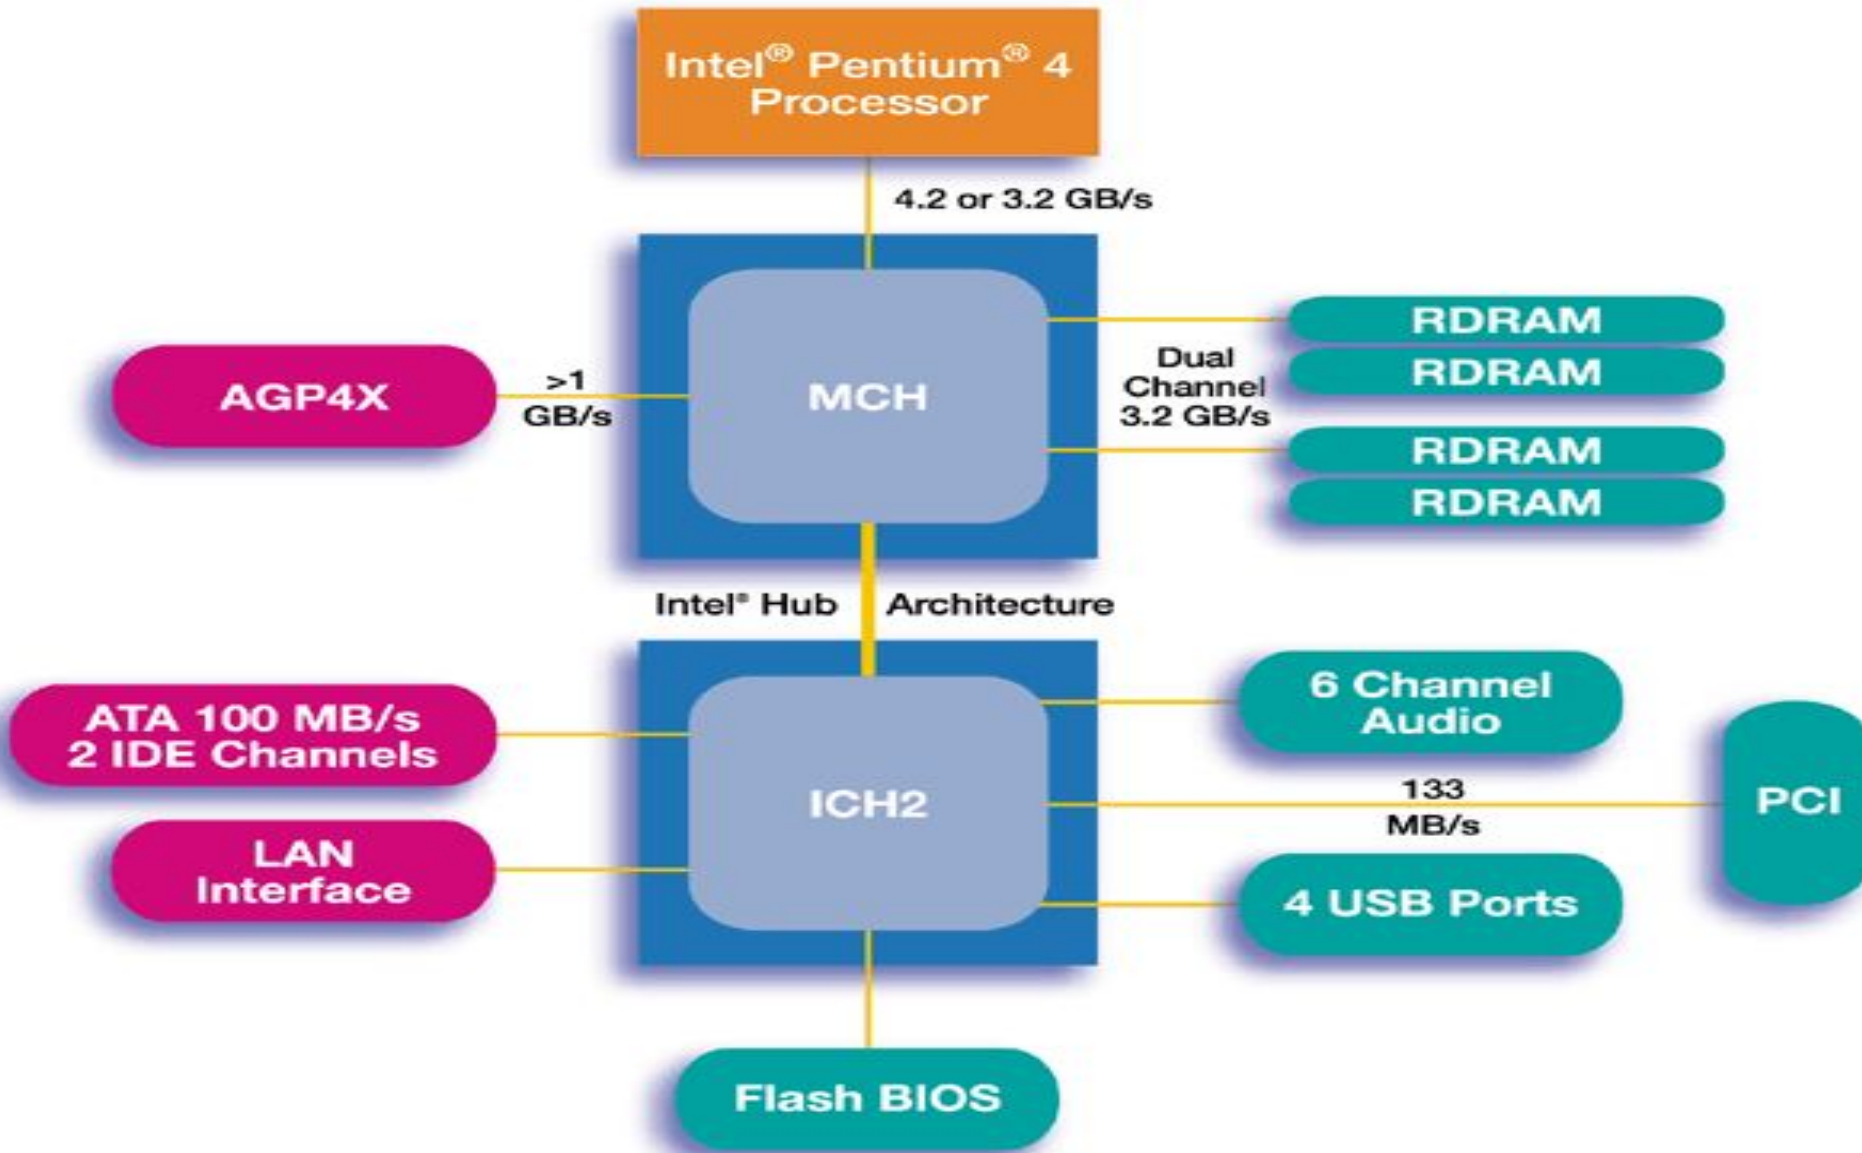 Intel® Pentium® 4
Processor
4.2 or 3.2 GB/s
RDRAM
RDRAM
RDRAM
RDRAM
Dual
Channel
3.2 GB/s
MCH
>1
GB/s
AGP4X
Intel® Hub Architecture
ATA 100 MB/s
2 IDE Channels
LAN
Interface
ICH2
6 Channel
Audio
133
MB/s
PCI
4 USB Ports
Flash BIOS